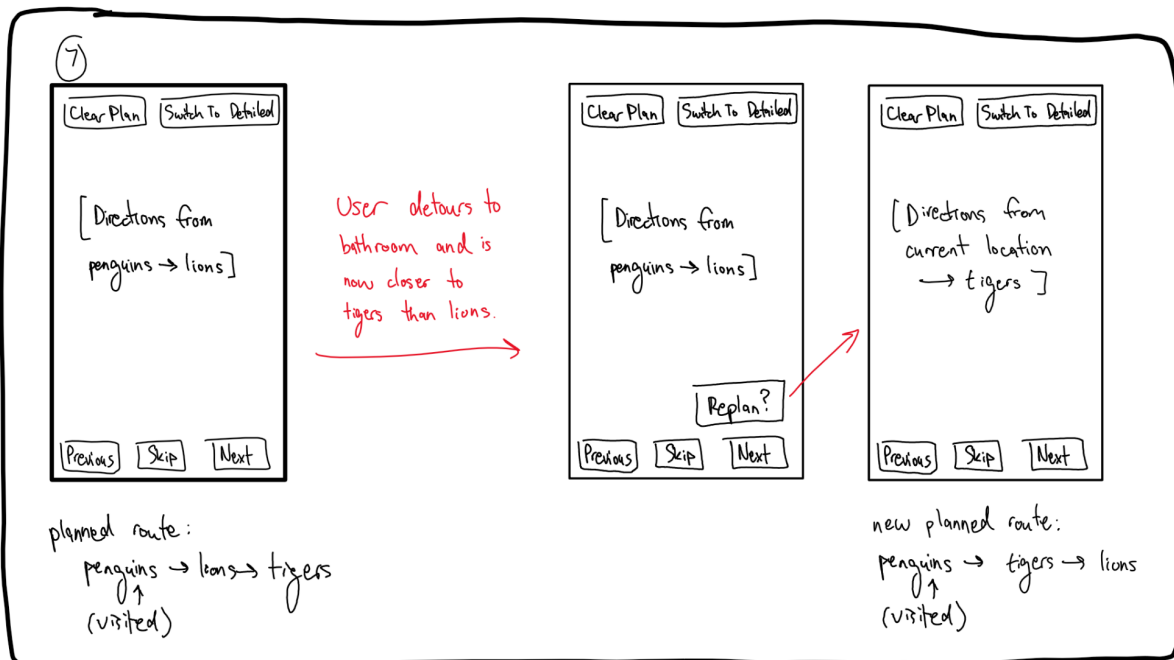 7
Clear Plan Switch To Detailed
[Directions from
penguins → lions]
Previous Skip Next
planned route:
penguins → lions → tigers
↑
(visited)
User detours to
bathroom and is
now closer to
tigers than lions.
Clear Plan Switch To Detailed
[Directions from
penguins → lions]
Replan?
Previous Skip Next
Clear Plan Switch To Detailed
[Directions from
current location
→ tigers]
Previous Skip Next
new planned route:
penguins → tigers → lions
↑
(visited)